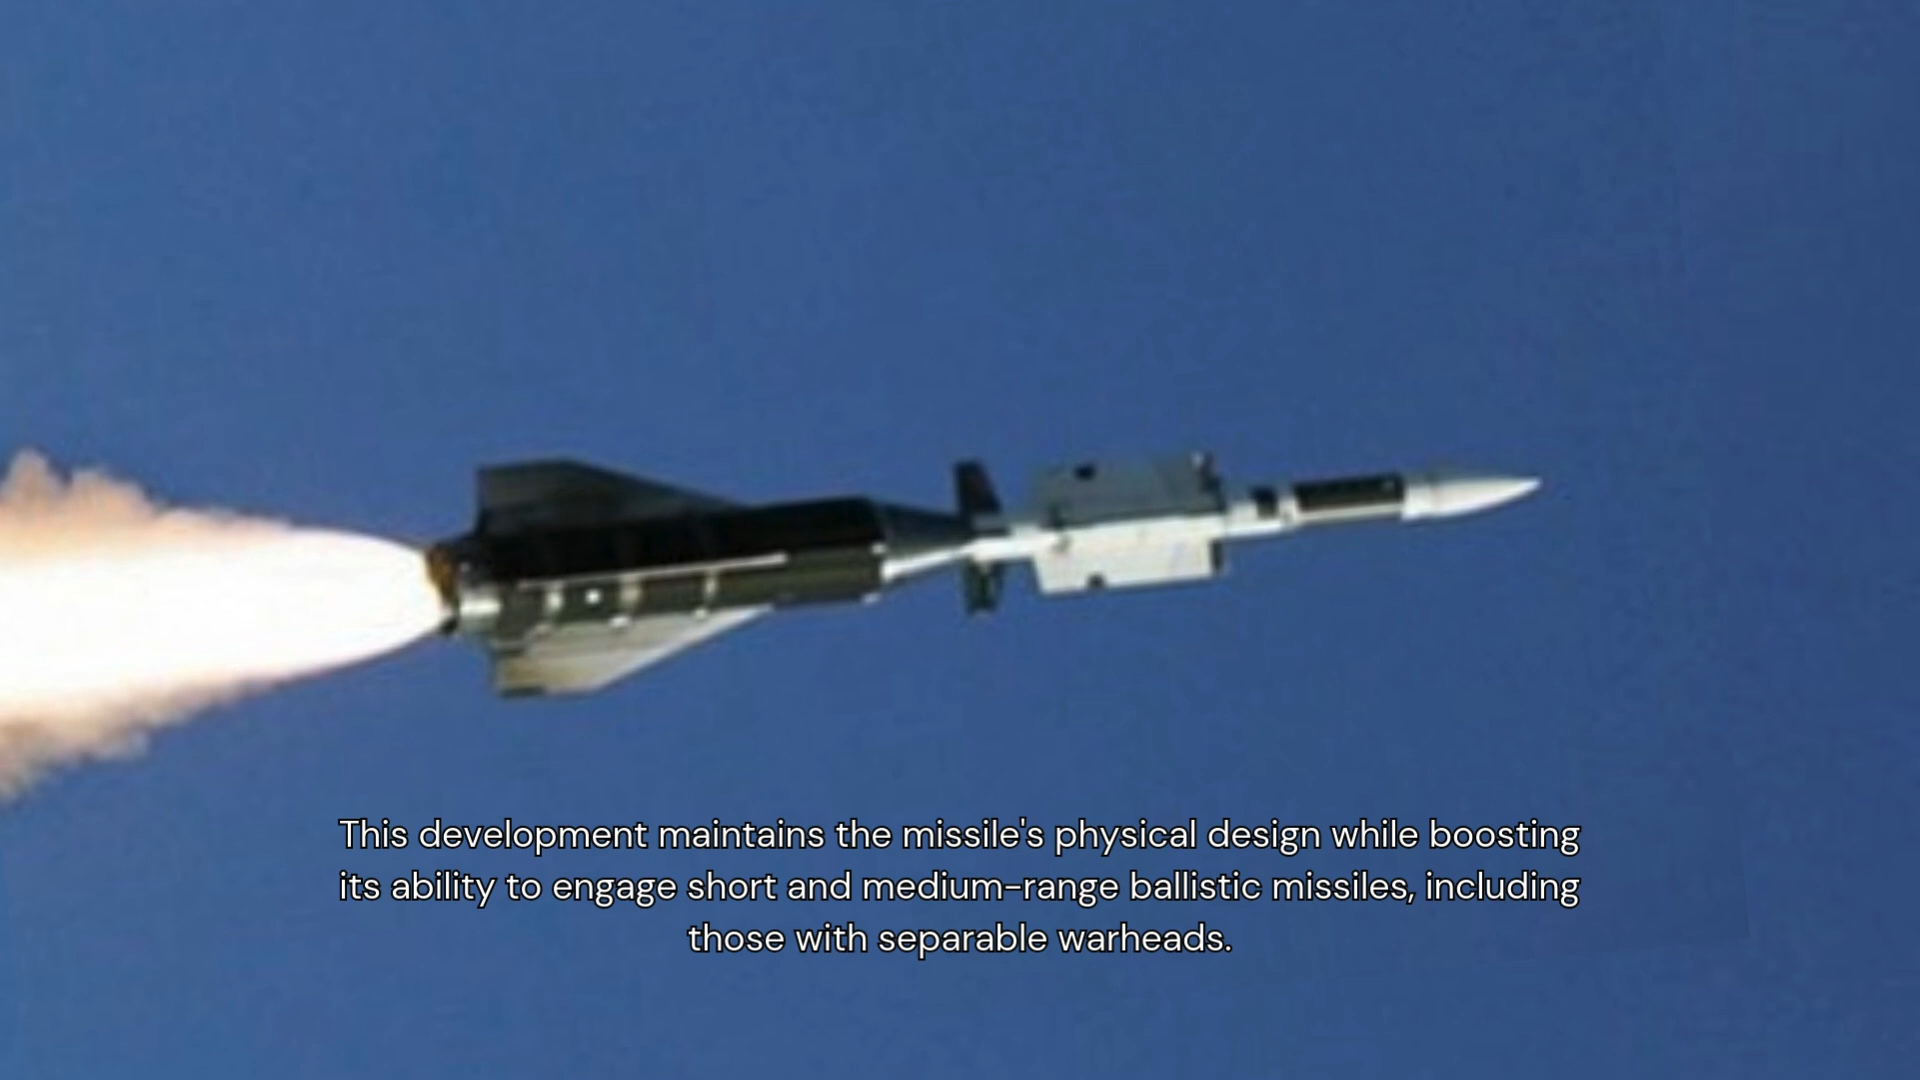 This development maintains the missile's physical design while boosting
its ability to engage short and medium-range ballistic missiles, including
those with separable warheads.